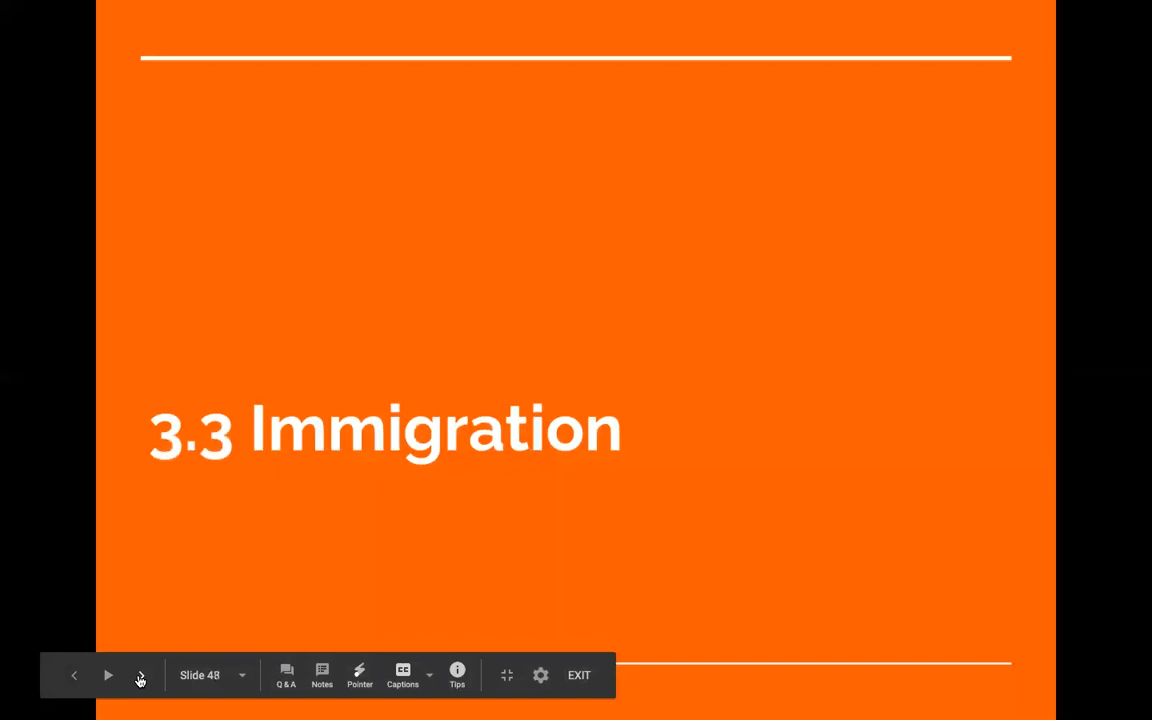 3.3 Immigration
Slide 48
Q & A
Notes
Pointer
Captions
Tips
EXIT